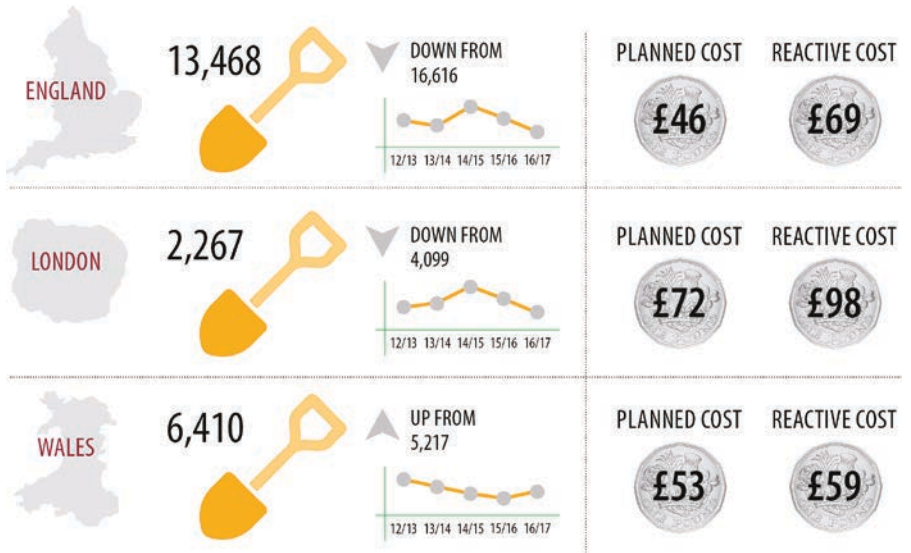 ENGLAND
13,468
DOWN FROM
16,616
12/13 13/14 14/15 15/16 16/17
PLANNED COST
£46
REACTIVE COST
£69
LONDON
2,267
DOWN FROM
4,099
12/13 13/14 14/15 15/16 16/17
PLANNED COST
£72
REACTIVE COST
£98
WALES
6,410
UP FROM
5,217
12/13 13/14 14/15 15/16 16/17
PLANNED COST
£53
REACTIVE COST
£59